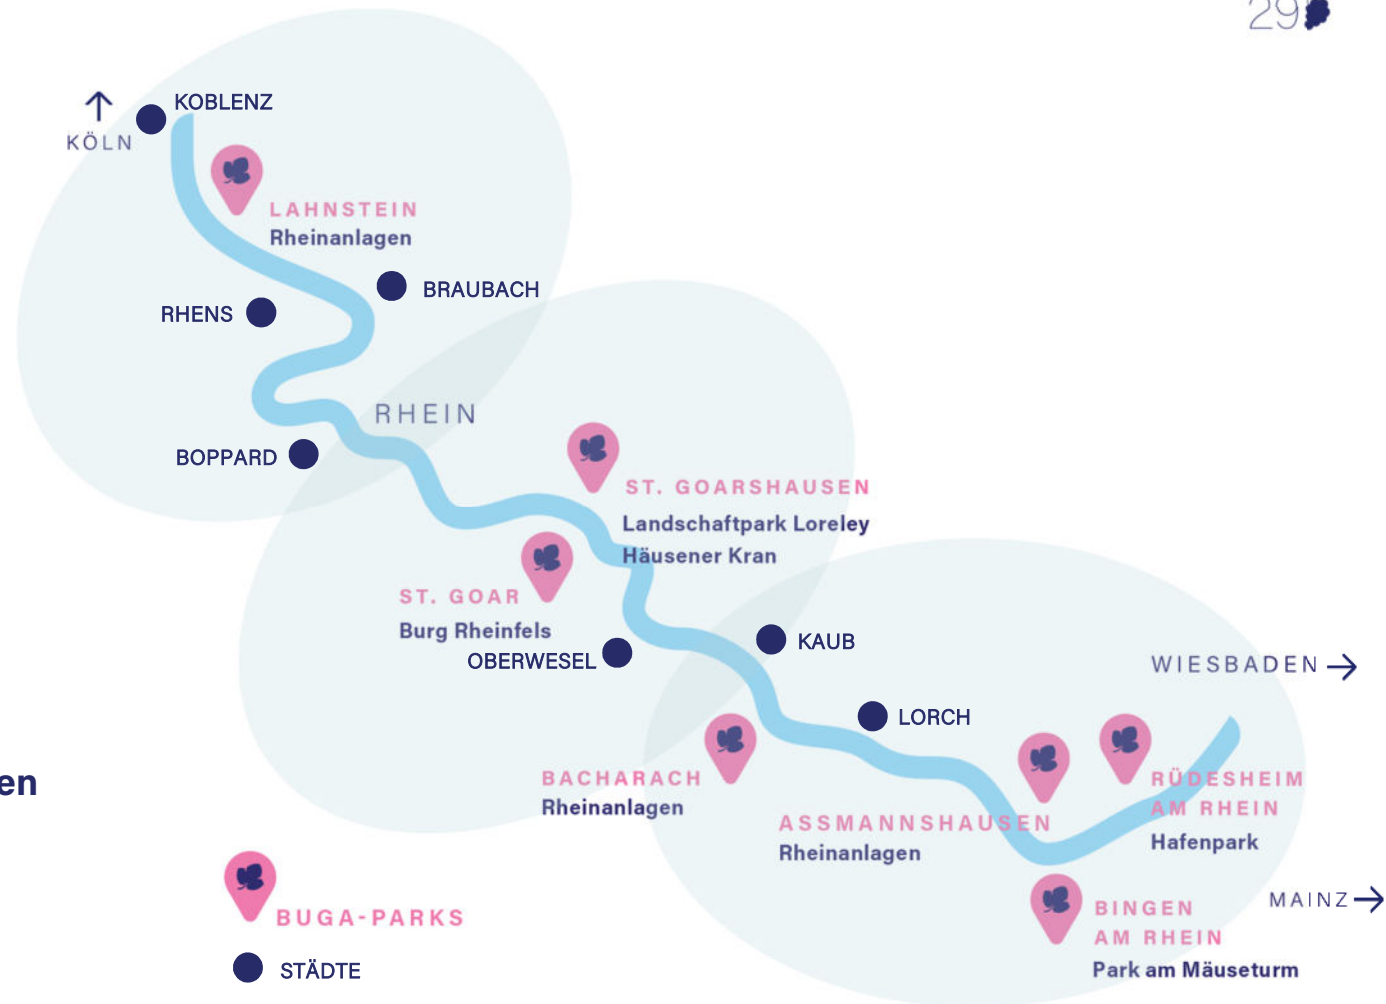 29
KOBLENZ
KÖLN
LAHNSTEIN
Rheinanlagen
BRAUBACH
RHENS
RHEIN
BOPPARD
ST. GOARSHAUSEN
Landschaftpark Loreley
Häusener Kran
ST. GOAR
Burg Rheinfels
OBERWESEL
KAUB
WIESBADEN
LORCH
BACHARACH
Rheinanlagen
ASSMANNSHAUSEN
Rheinanlagen
RÜDESHEIM
AM RHEIN
Hafenpark
en
BINGEN
AM RHEIN
Park am Mäuseturm
MAINZ
BUGA-PARKS
STÄDTE